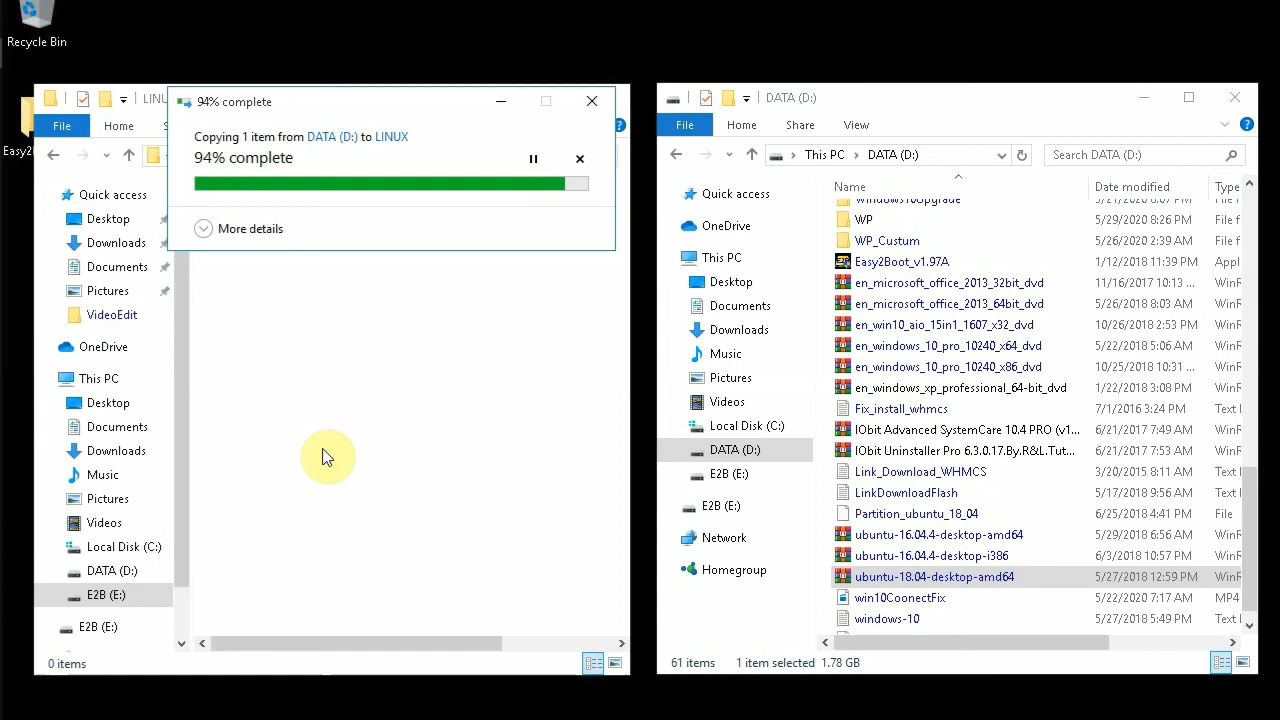 Recycle Bin
Easy2
LINU
File
Home
S
94% complete
Copying 1 item from DATA (D:) to LINUX
94% complete
More details
Quick access
Desktop
Downloads
Documents
Pictures
VideoEdit
OneDrive
This PC
Desktop
Documents
Downloads
Music
Pictures
Videos
Local Disk (C:)
DATA (D:)
E2B (E:)
E2B (E:)
0 items
DATA (D:)
File
Home
Share
View
This PC
DATA (D:)
Search DATA (D:)
Quick access
OneDrive
This PC
Desktop
Documents
Downloads
Music
Pictures
Videos
Local Disk (C:)
DATA (D:)
E2B (E:)
E2B (E:)
Network
Homegroup
Name Date modified Type
WP 5/29/2020 8:26 PM File f
WP_Custum 5/26/2020 2:39 AM File f
Easy2Boot_v1.97A 1/12/2018 11:39 PM Appl
en_microsoft_office_2013_32bit_dvd 11/16/2017 10:13 ... WinR
en_microsoft_office_2013_64bit_dvd 5/26/2018 8:03 AM WinR
en_win10_aio_15in1_1607_x32_dvd 10/26/2018 2:53 PM WinR
en_windows_10_pro_10240_x64_dvd 5/22/2018 5:06 AM WinR
en_windows_10_pro_10240_x86_dvd 10/25/2018 10:31 ... WinR
en_windows_xp_professional_64-bit_dvd 1/22/2018 3:08 PM WinR
Fix_install_whmcs 7/1/2016 3:24 PM Text I
IObit Advanced SystemCare 10.4 PRO (v1... 6/21/2017 7:49 AM WinR
IObit Uninstaller Pro 6.3.0.17.By.R&L.Tut... 6/21/2017 7:53 AM WinR
Link_Download_WHMCS 3/20/2015 8:11 AM Text I
LinkDownloadFlash 5/17/2018 9:56 AM Text I
Partition_ubuntu_18_04 6/25/2018 4:41 PM File
ubuntu-16.04.4-desktop-amd64 5/29/2018 6:56 AM WinR
ubuntu-16.04.4-desktop-i386 6/3/2018 10:57 AM WinR
ubuntu-18.04-desktop-amd64 5/27/2018 12:59 PM WinR
win10CoonectFix 5/22/2020 7:17 AM MP4
windows-10 5/27/2018 5:49 PM WinR
61 items 1 item selected 1.78 GB